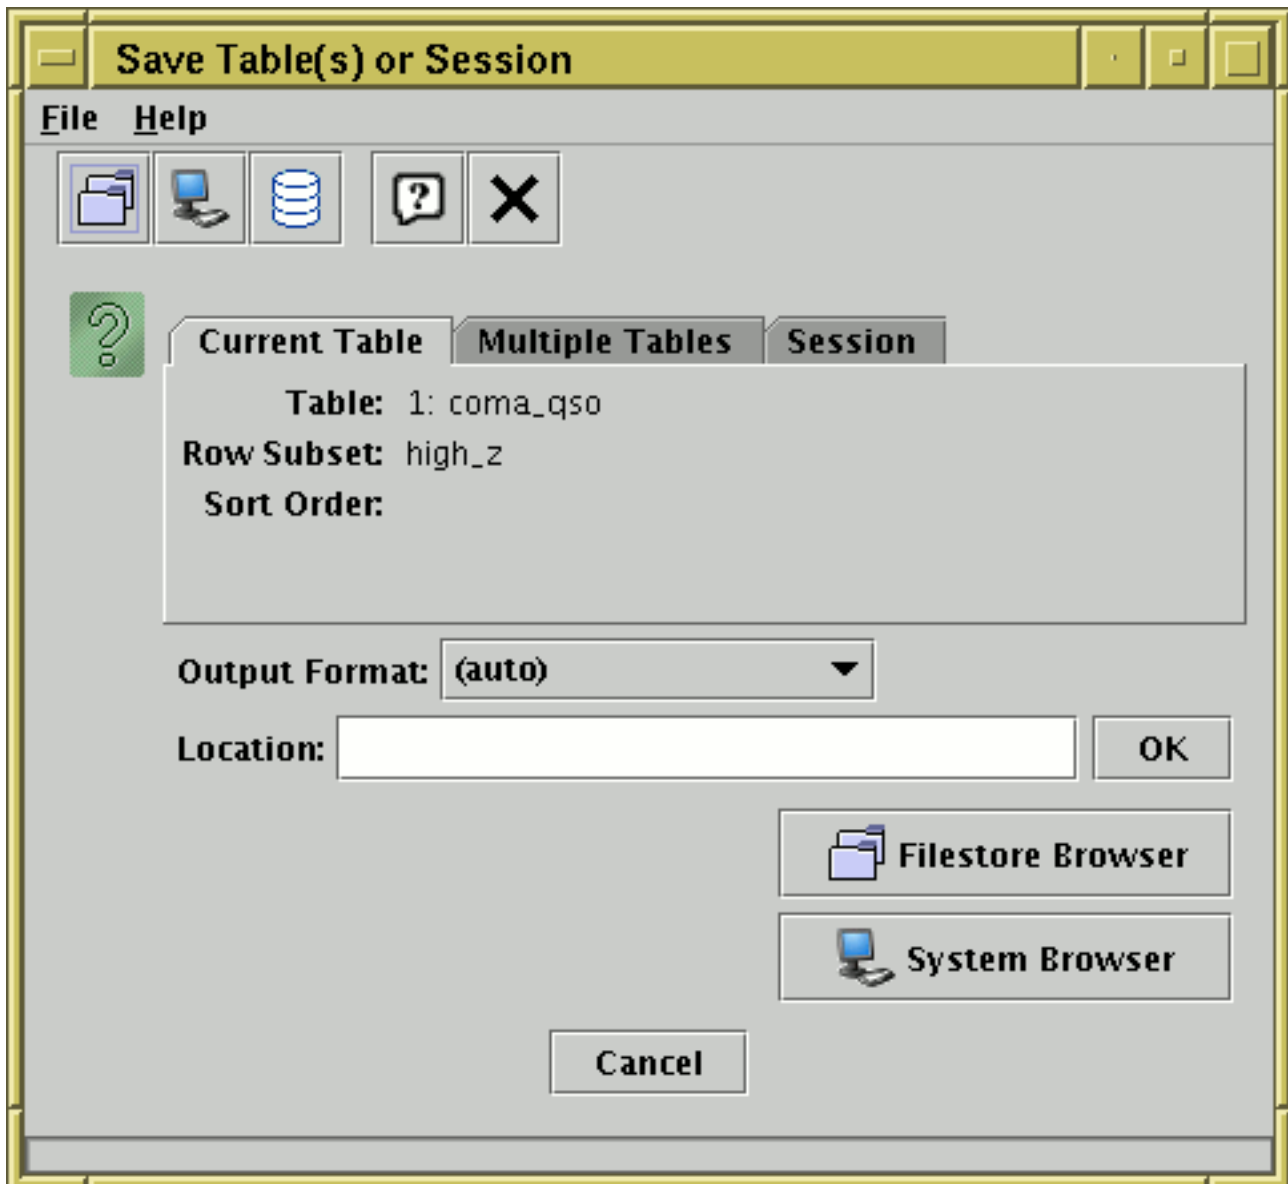 Save Table(s) or Session
File Help
?
Current Table Multiple Tables Session
Table: 1: coma_qso
Row Subset: high_z
Sort Order:
Output Format: (auto)
Location: OK
Filestore Browser
System Browser
Cancel